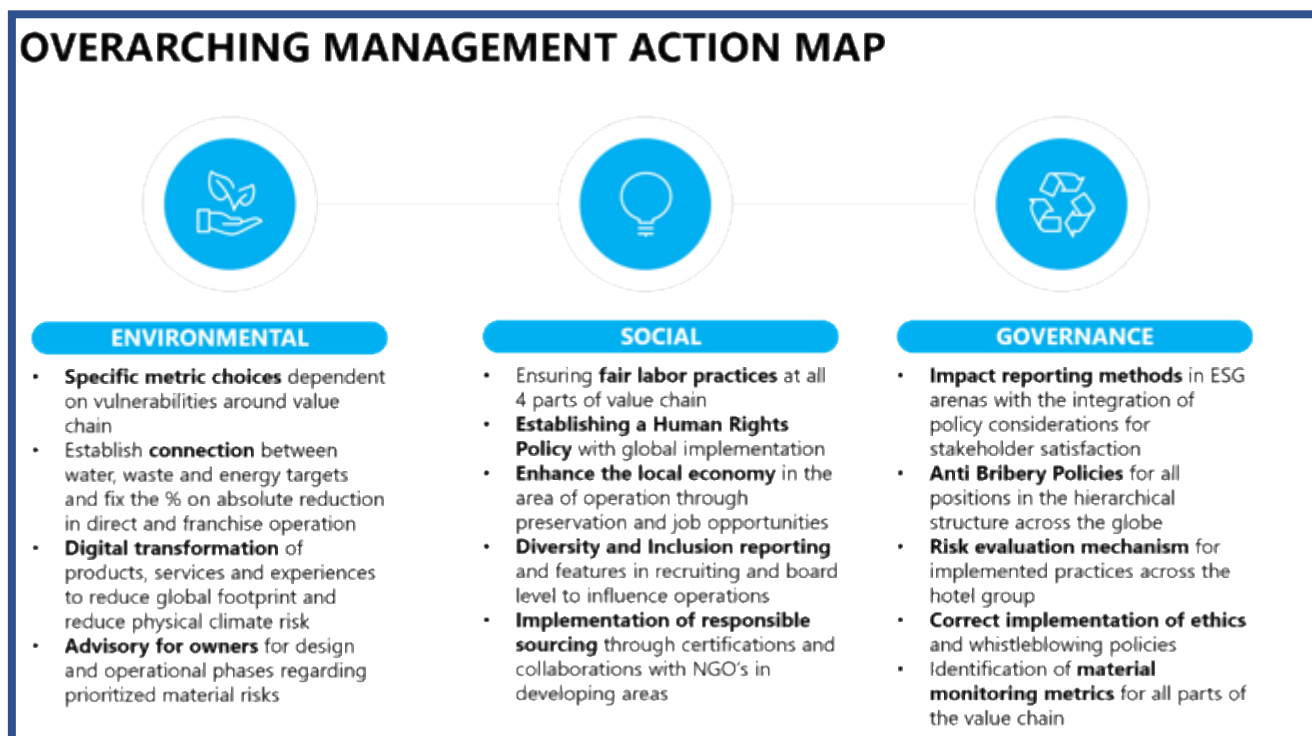 OVERARCHING MANAGEMENT ACTION MAP
ENVIRONMENTAL
• Specific metric choices dependent
on vulnerabilities around value
chain
• Establish connection between
water, waste and energy targets
and fix the % on absolute reduction
in direct and franchise operation
• Digital transformation of
products, services and experiences
to reduce global footprint and
reduce physical climate risk
• Advisory for owners for design
and operational phases regarding
prioritized material risks
SOCIAL
• Ensuring fair labor practices at all
4 parts of value chain
• Establishing a Human Rights
Policy with global implementation
• Enhance the local economy in the
area of operation through
preservation and job opportunities
• Diversity and Inclusion reporting
and features in recruiting and board
level to influence operations
• Implementation of responsible
sourcing through certifications and
collaborations with NGO's in
developing areas
GOVERNANCE
• Impact reporting methods in ESG
arenas with the integration of
policy considerations for
stakeholder satisfaction
• Anti Bribery Policies for all
positions in the hierarchical
structure across the globe
• Risk evaluation mechanism for
implemented practices across the
hotel group
• Correct implementation of ethics
and whistleblowing policies
• Identification of material
monitoring metrics for all parts of
the value chain